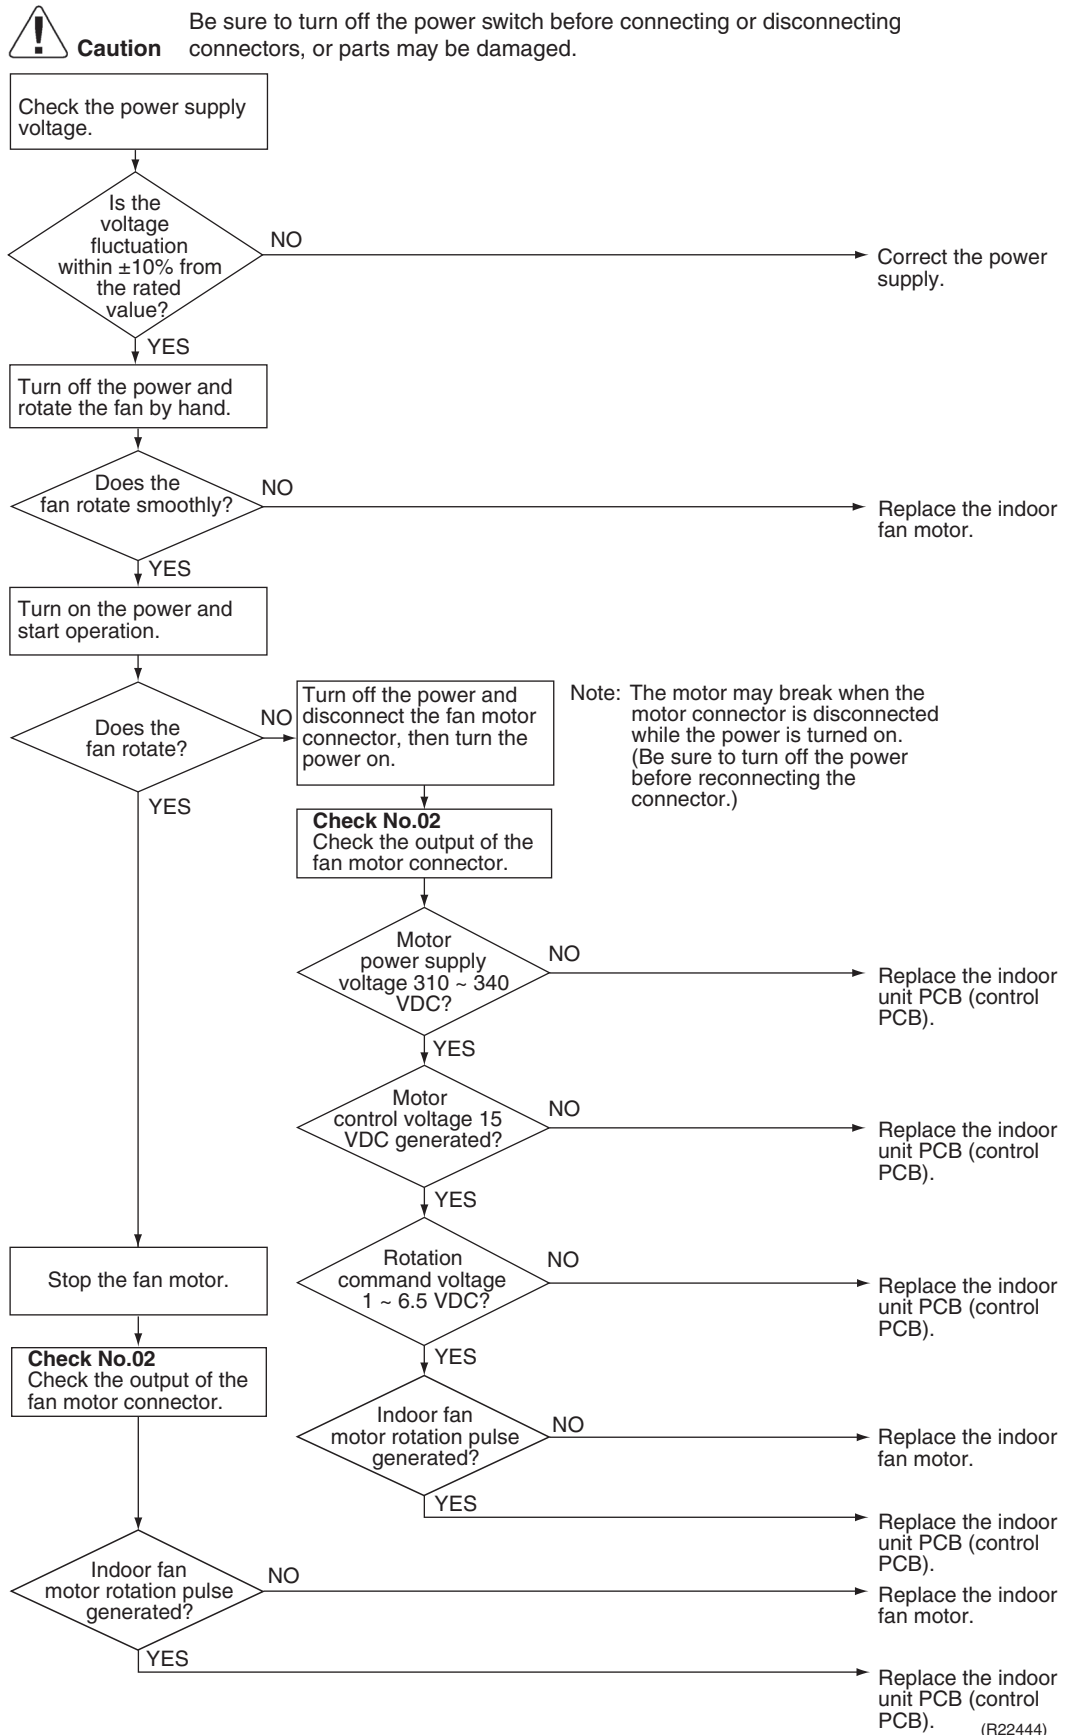 Be sure to turn off the power switch before connecting or disconnecting
Caution connectors, or parts may be damaged.
Check the power supply
voltage.
Is the
voltage
fluctuation
within ±10% from
the rated
value?
NO
Correct the power
supply.
YES
Turn off the power and
rotate the fan by hand.
Does the
fan rotate smoothly?
NO
Replace the indoor
fan motor.
YES
Turn on the power and
start operation.
Does the
fan rotate?
NO
Turn off the power and
disconnect the fan motor
connector, then turn the
power on.
Note: The motor may break when the
motor connector is disconnected
while the power is turned on.
(Be sure to turn off the power
before reconnecting the
connector.)
YES
Check No.02
Check the output of the
fan motor connector.
Motor
power supply
voltage 310 ~ 340
VDC?
NO
Replace the indoor
unit PCB (control
PCB).
YES
Motor
control voltage 15
VDC generated?
NO
Replace the indoor
unit PCB (control
PCB).
YES
Rotation
command voltage
1 ~ 6.5 VDC?
NO
Replace the indoor
unit PCB (control
PCB).
YES
Indoor fan
motor rotation pulse
generated?
NO
Replace the indoor
fan motor.
YES
Replace the indoor
unit PCB (control
PCB).
Stop the fan motor.
Check No.02
Check the output of the
fan motor connector.
Indoor fan
motor rotation pulse
generated?
NO
Replace the indoor
fan motor.
YES
Replace the indoor
unit PCB (control
PCB).
(R22444)